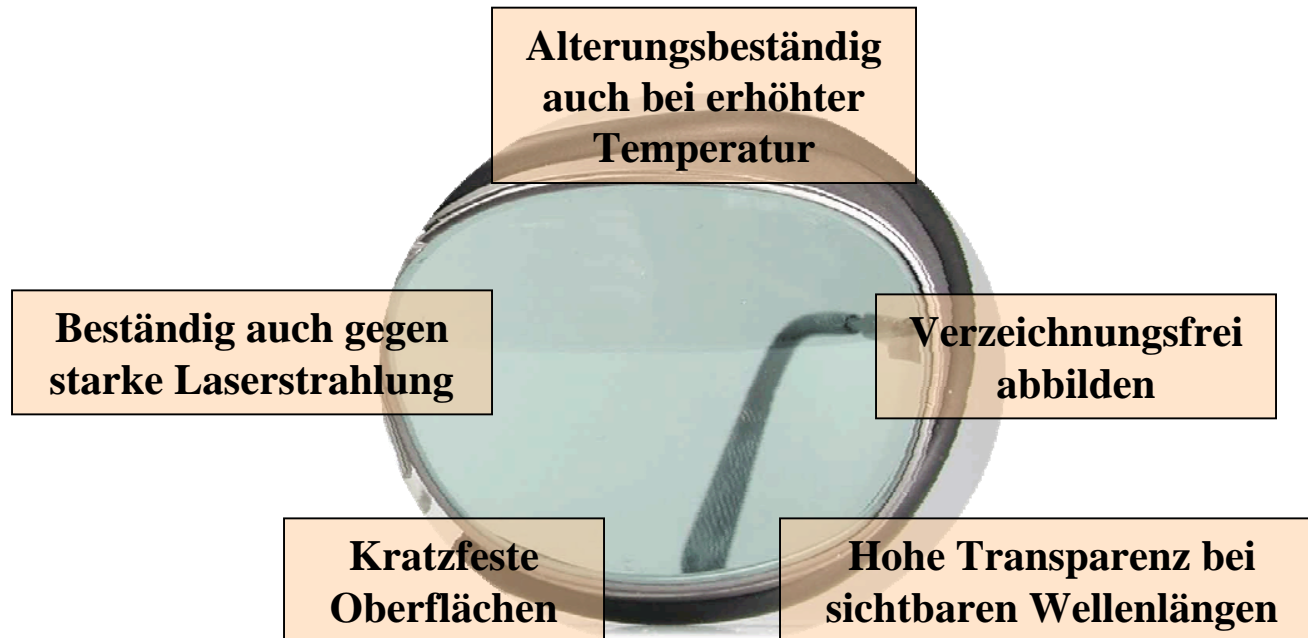 Alterungsbeständig
auch bei erhöhter
Temperatur
Beständig auch gegen
starke Laserstrahlung
Verzeichnungsfrei
abbilden
Kratzfeste
Oberflächen
Hohe Transparenz bei
sichtbaren Wellenlängen